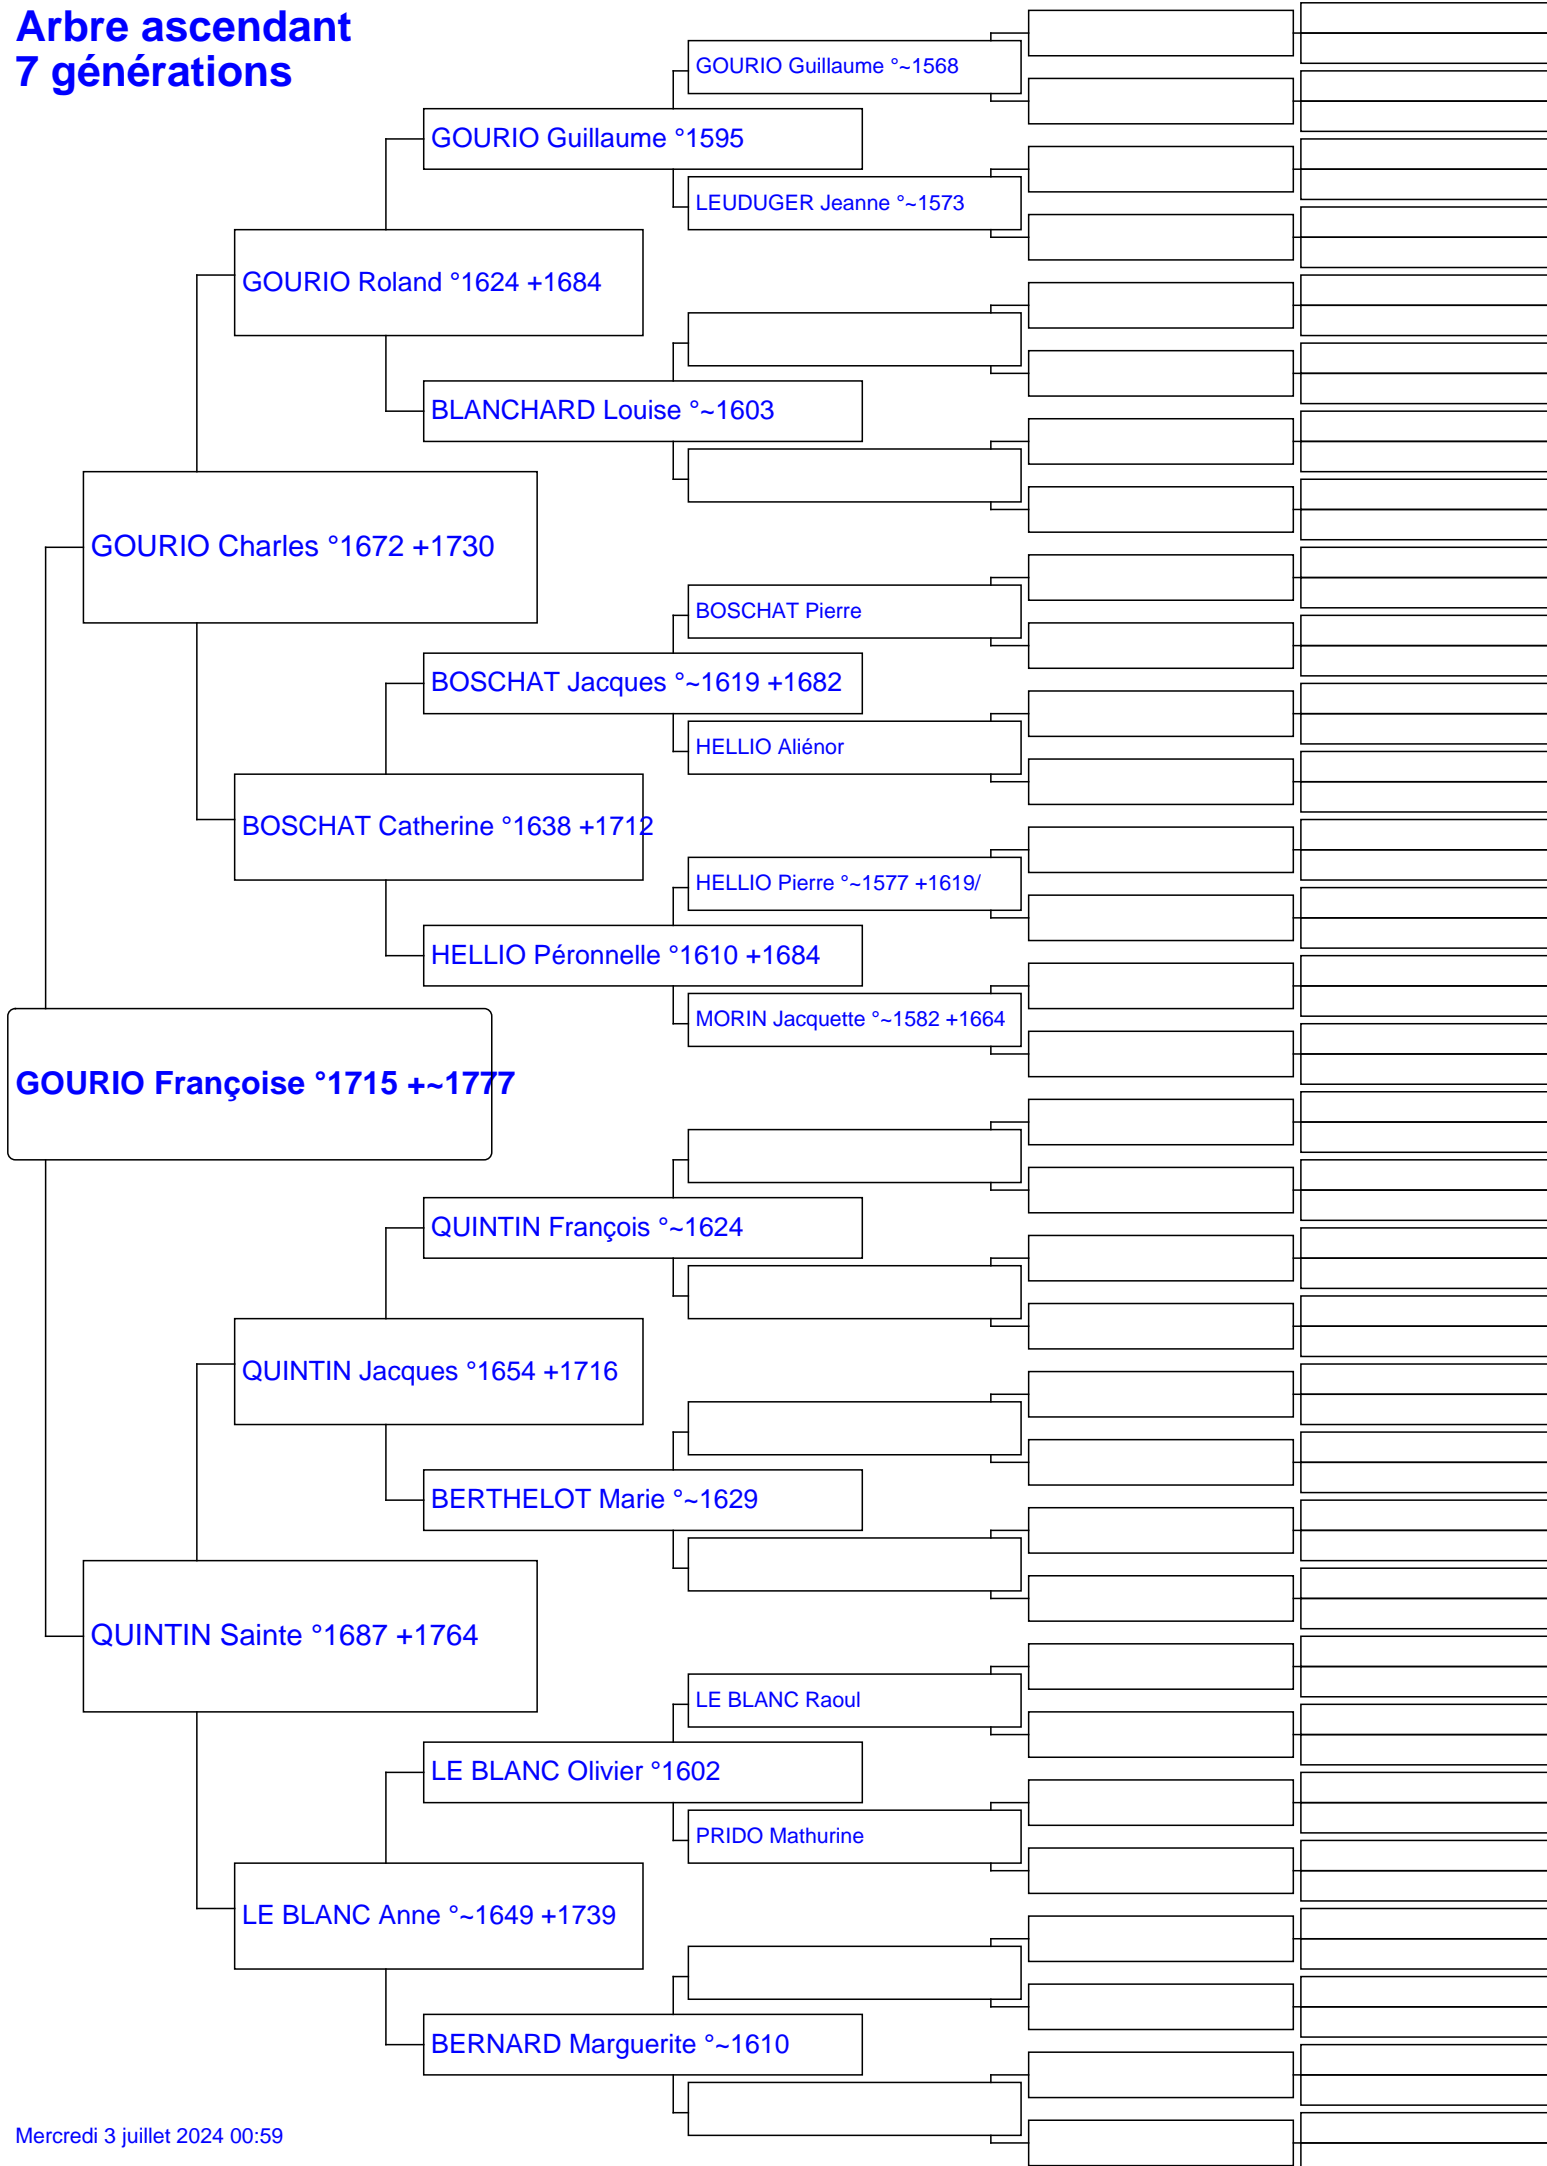 Arbre ascendant
7 générations
GOURIO Guillaume °~1568
GOURIO Guillaume °1595
LEUDUGER Jeanne °~1573
GOURIO Roland °1624 +1684
BLANCHARD Louise °~1603
GOURIO Charles °1672 +1730
BOSCHAT Pierre
BOSCHAT Jacques °~1619 +1682
HELLIO Aliénor
BOSCHAT Catherine °1638 +1712
HELLIO Pierre °~1577 +1619/
HELLIO Péronnelle °1610 +1684
MORIN Jacquette °~1582 +1664
GOURIO Françoise °1715 +~1777
QUINTIN François °~1624
QUINTIN Jacques °1654 +1716
BERTHELOT Marie °~1629
QUINTIN Sainte °1687 +1764
LE BLANC Raoul
LE BLANC Olivier °1602
PRIDO Mathurine
LE BLANC Anne °~1649 +1739
BERNARD Marguerite °~1610
Mercredi 3 juillet 2024 00:59